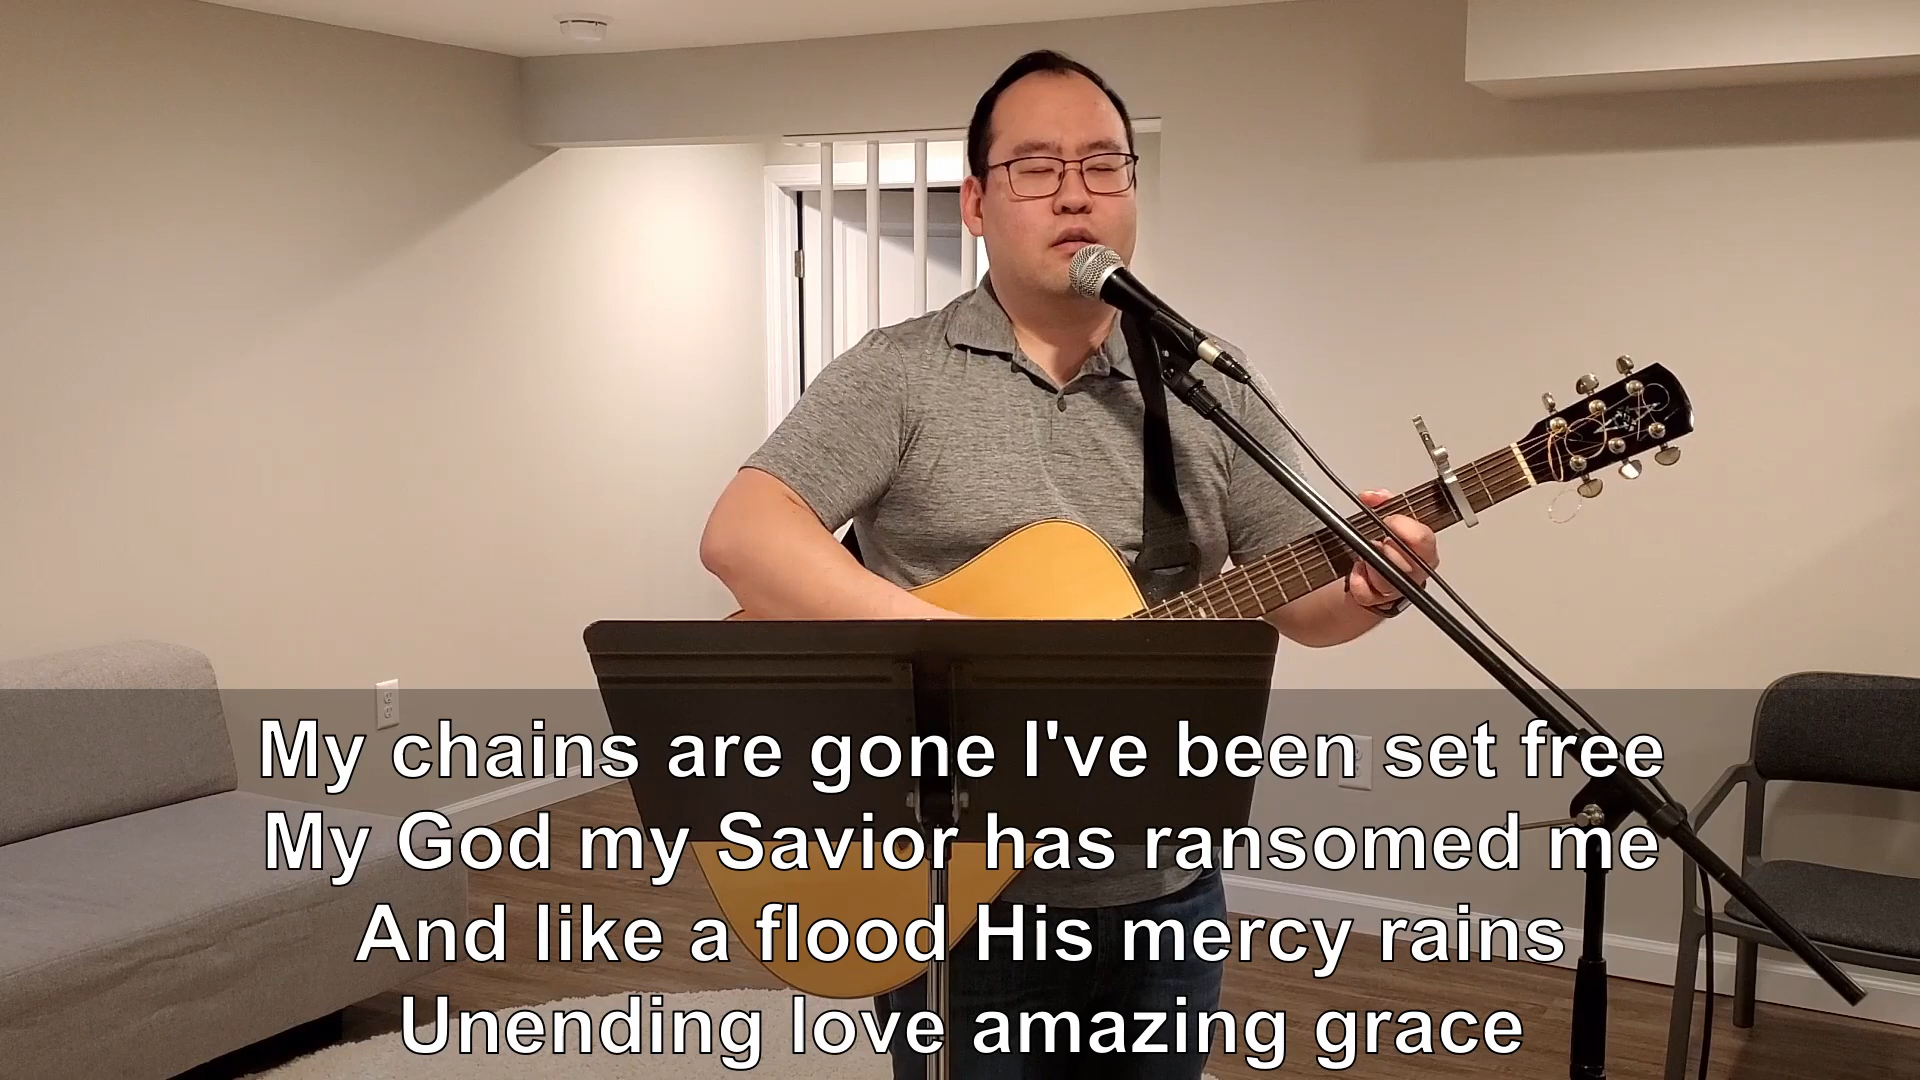 My chains are gone I've been set free
My God my Savior has ransomed me
And like a flood His mercy rains
Unending love amazing grace